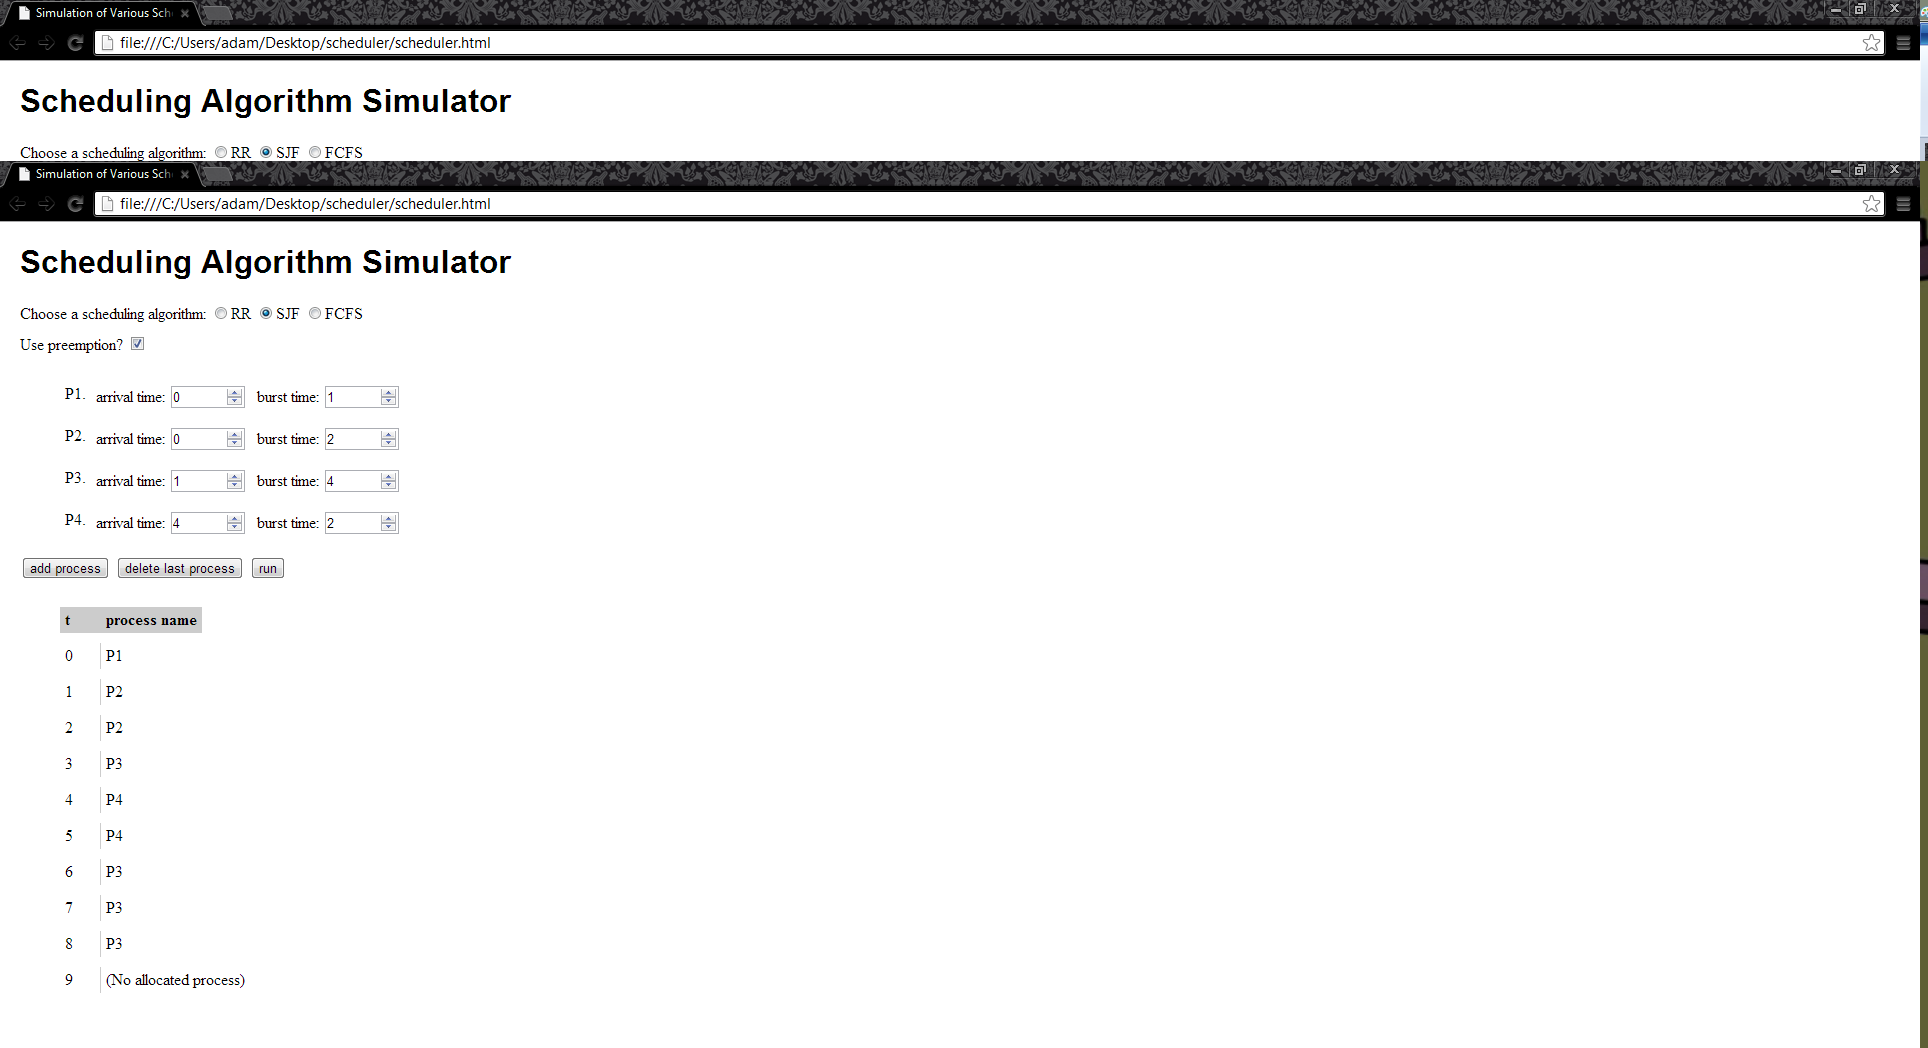 Simulation of Various Sch
file:///C:/Users/adam/Desktop/scheduler/scheduler.html
Scheduling Algorithm Simulator
Choose a scheduling algorithm: RR SJF FCFS
Simulation of Various Sch
file:///C:/Users/adam/Desktop/scheduler/scheduler.html
Scheduling Algorithm Simulator
Choose a scheduling algorithm: RR SJF FCFS
Use preemption?
P1. arrival time: 0 burst time: 1
P2. arrival time: 0 burst time: 2
P3. arrival time: 1 burst time: 4
P4. arrival time: 4 burst time: 2
add process delete last process run
t process name
0 P1
1 P2
2 P2
3 P3
4 P4
5 P4
6 P3
7 P3
8 P3
9 (No allocated process)